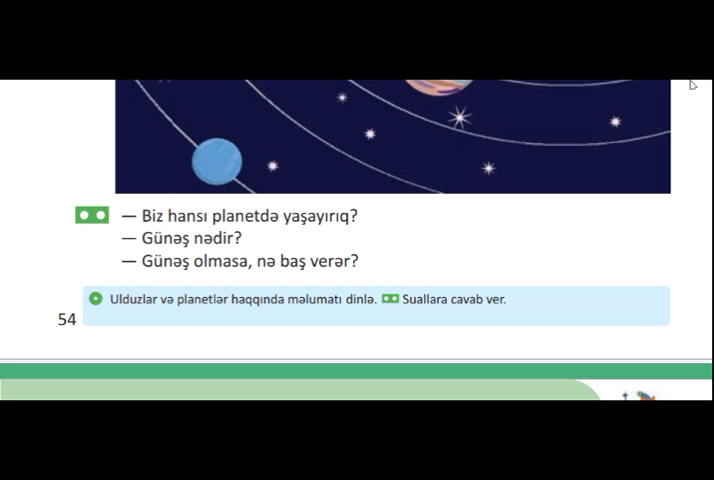 — Biz hansı planetdə yaşayırıq?
— Günəş nədir?
— Günəş olmasa, nə baş verər?
Ulduzlar və planetlər haqqında məlumatı dinlə. Suallara cavab ver.
54